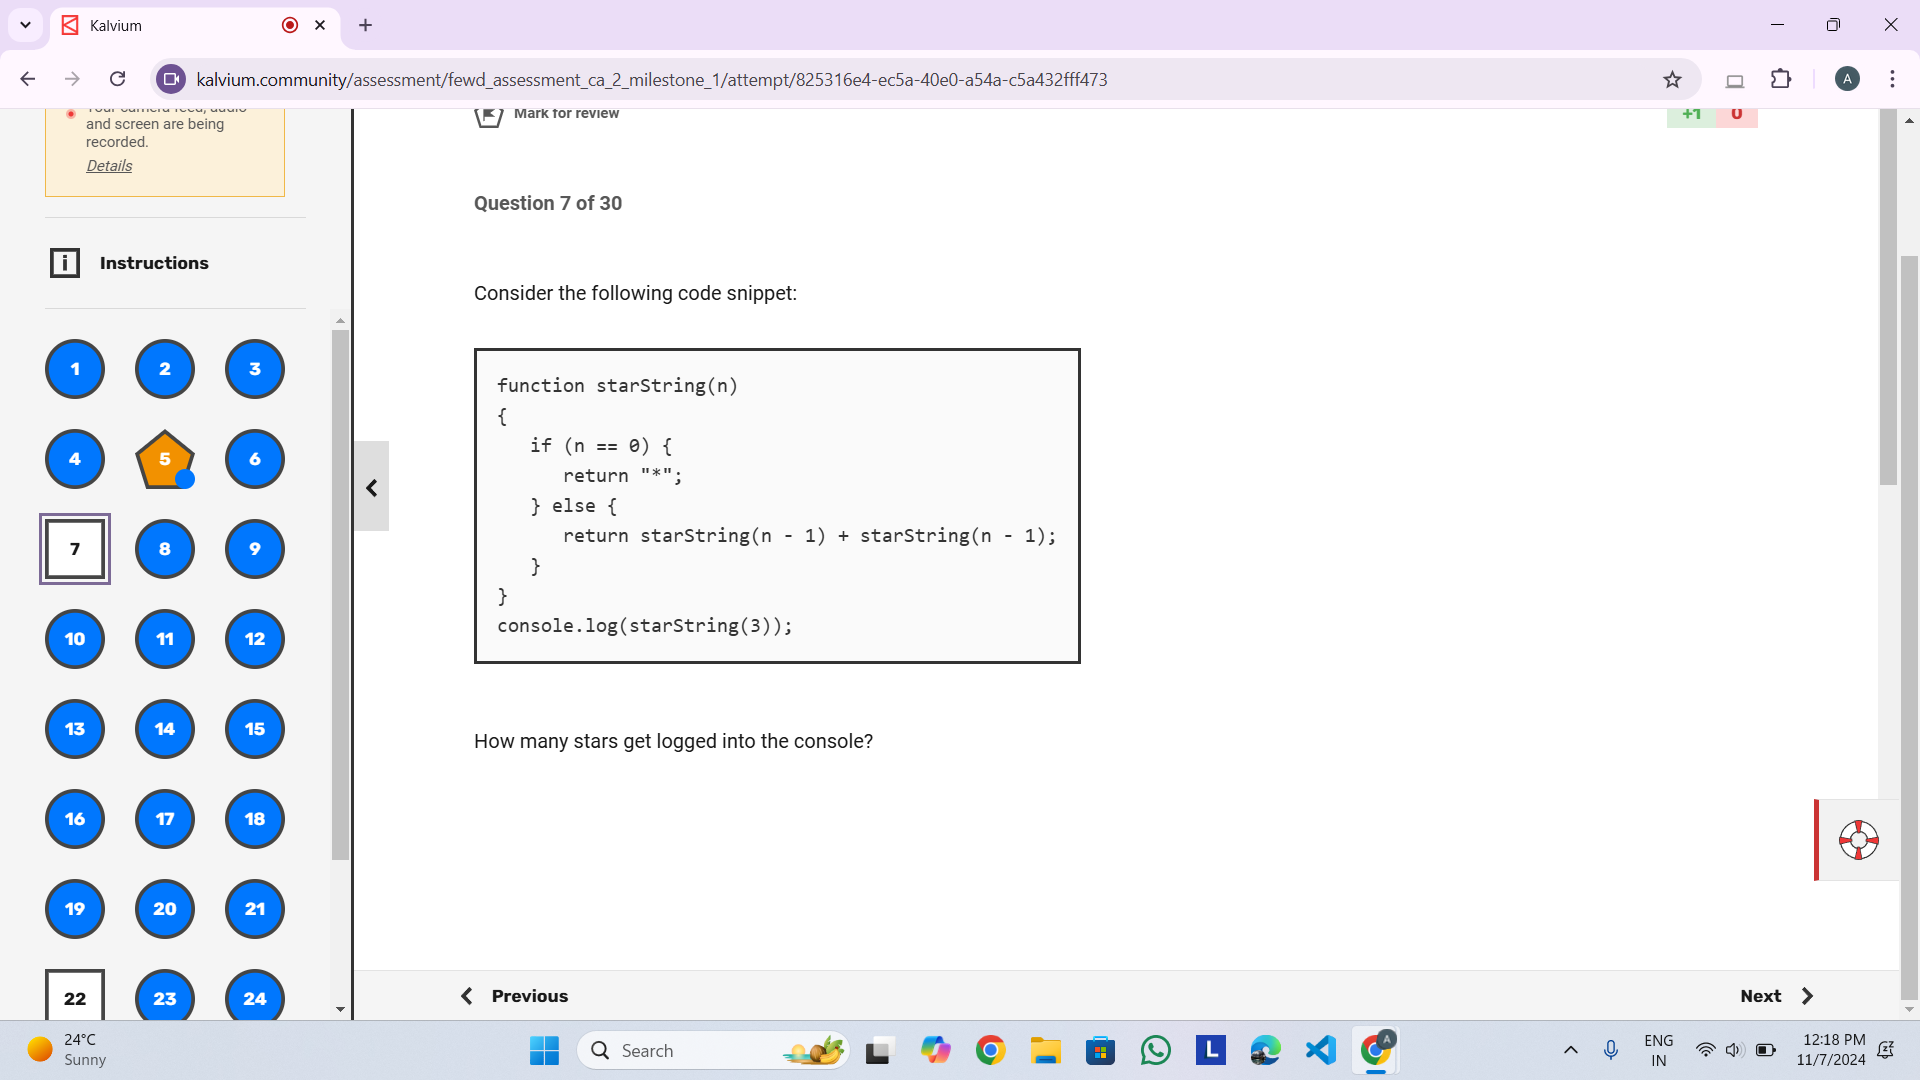 Kalvium
kalvium.community/assessment/fewd_assessment_ca_2_milestone_1/attempt/825316e4-ec5a-40e0-a54a-c5a432fff473
A
Your camera feed, audio
and screen are being
recorded.
Details
Instructions
1 2 3
4 5 6
7 8 9
10 11 12
13 14 15
16 17 18
19 20 21
22 23 24
Mark for review
+1 0
Question 7 of 30
Consider the following code snippet:
function starString(n)
{
   if (n == 0) {
      return "*";
   } else {
      return starString(n - 1) + starString(n - 1);
   }
}
console.log(starString(3));
How many stars get logged into the console?
Previous
Next
24°C
Sunny
Search
L
A
ENG
IN
12:18 PM
11/7/2024